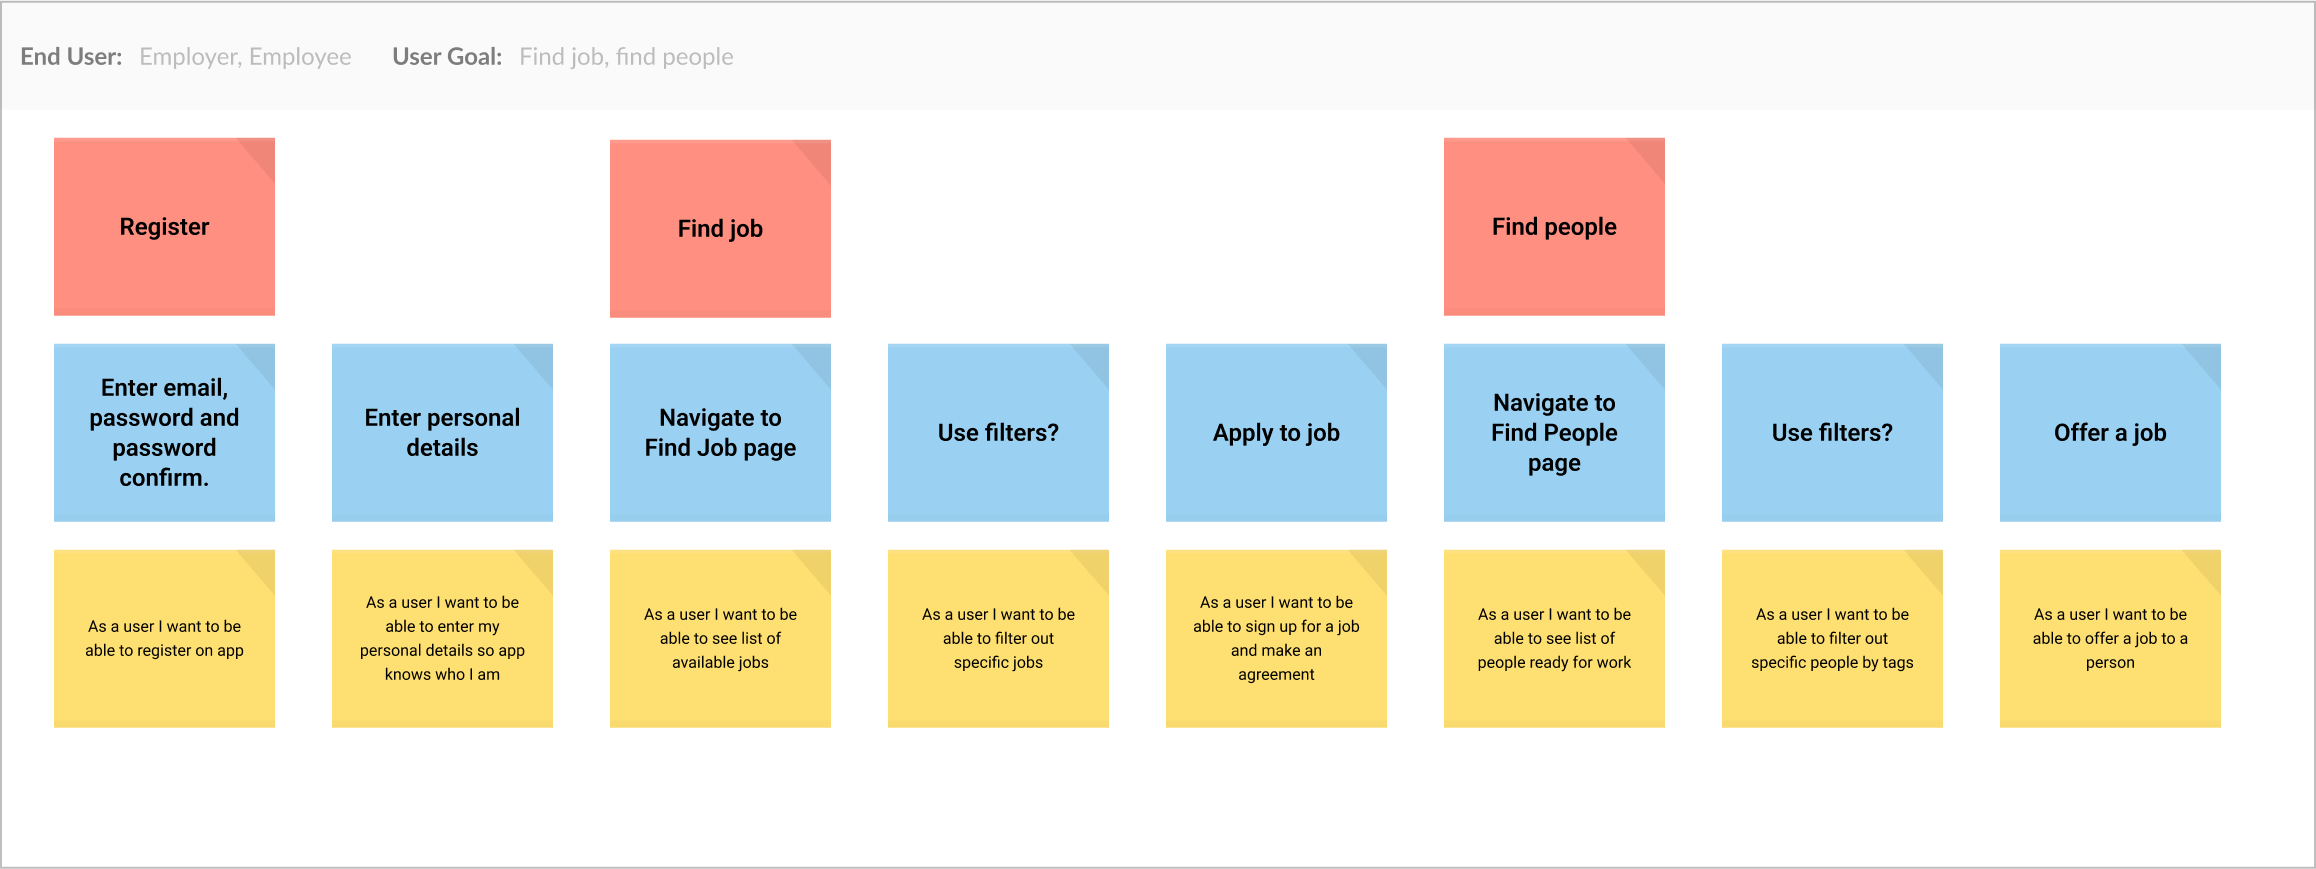 End User: Employer, Employee User Goal: Find job, find people
Register
Find job
Find people
Enter email,
password and
password
confirm.
Enter personal
details
Navigate to
Find Job page
Use filters?
Apply to job
Navigate to
Find People
page
Use filters?
Offer a job
As a user I want to be
able to register on app
As a user I want to be
able to enter my
personal details so app
knows who I am
As a user I want to be
able to see list of
available jobs
As a user I want to be
able to filter out
specific jobs
As a user I want to be
able to sign up for a job
and make an
agreement
As a user I want to be
able to see list of
people ready for work
As a user I want to be
able to filter out
specific people by tags
As a user I want to be
able to offer a job to a
person